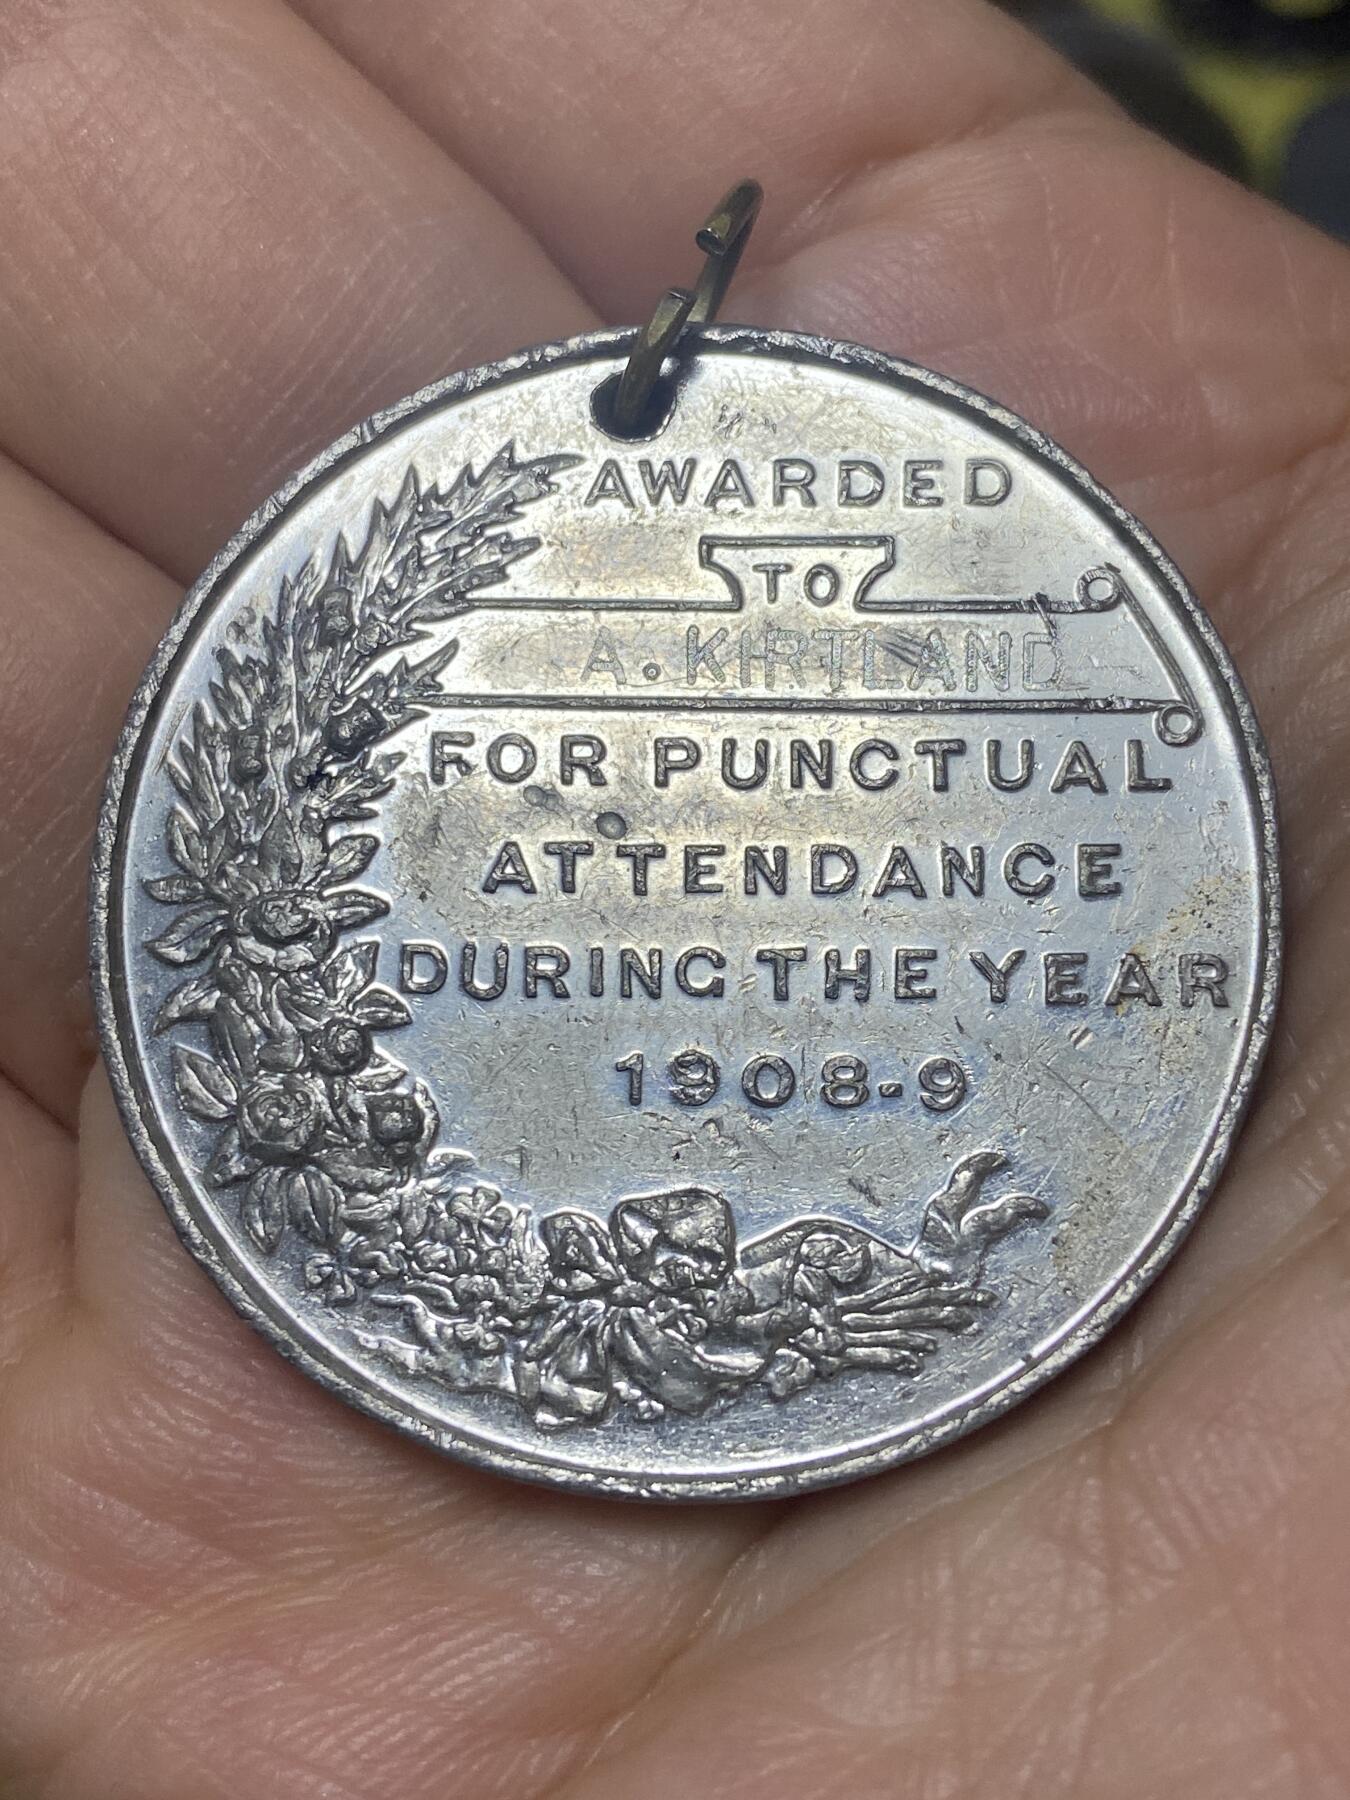 AWARDED
TO
A. KIRTLAND
FOR PUNCTUAL
ATTENDANCE
DURING THE YEAR
1908-9